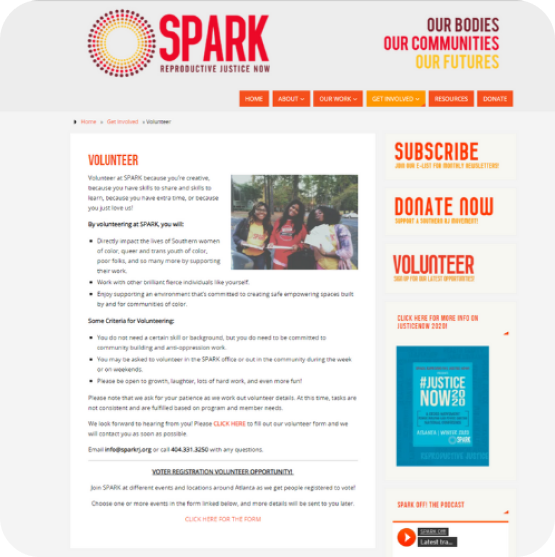 SPARK
REPRODUCTIVE JUSTICE NOW
OUR BODIES
OUR COMMUNITIES
OUR FUTURES
HOME ABOUT OUR WORK GET INVOLVED RESOURCES DONATE
Home » Get Involved » Volunteer
VOLUNTEER
Volunteer at SPARK because you're creative,
because you have skills to share and skills to
learn, because you have extra time, or because
you just love us!
By volunteering at SPARK, you will:
Directly impact the lives of Southern women
of color, queer and trans youth of color,
poor folks, and so many more by supporting
their work.
Work with other brilliant fierce individuals like yourself.
Enjoy supporting an environment that's committed to creating safe empowering spaces built
by and for communities of color.
Some Criteria for Volunteering:
You do not need a certain skill or background, but you do need to be committed to
community building and anti-oppression work.
You may be asked to volunteer in the SPARK office or out in the community during the week
or on weekends.
Please be open to growth, laughter, lots of hard work, and even more fun!
Please note that we ask for your patience as we work out volunteer details. At this time, tasks are
not consistent and are fulfilled based on program and member needs.
We look forward to hearing from you! Please CLICK HERE to fill out our volunteer form and we
will contact you as soon as possible.
Email info@sparkrj.org or call 404.331.3250 with any questions.
VOTER REGISTRATION VOLUNTEER OPPORTUNITY!
Join SPARK at different events and locations around Atlanta as we get people registered to vote!
Choose one or more events in the form linked below, and more details will be sent to you later.
CLICK HERE FOR THE FORM
SUBSCRIBE
JOIN OUR E-LIST FOR MONTHLY NEWSLETTERS!
DONATE NOW
SUPPORT A SOUTHERN RJ MOVEMENT!
VOLUNTEER
SIGN UP FOR OUR LATEST OPPORTUNITIES!
CLICK HERE FOR MORE INFO ON
JUSTICENOW 2020!
#JUSTICE
NOW2020
ATLANTA | WINTER 2020
SPARK
REPRODUCTIVE JUSTICE
SPARK OFF! THE PODCAST
SPARK Off!
Latest tra...